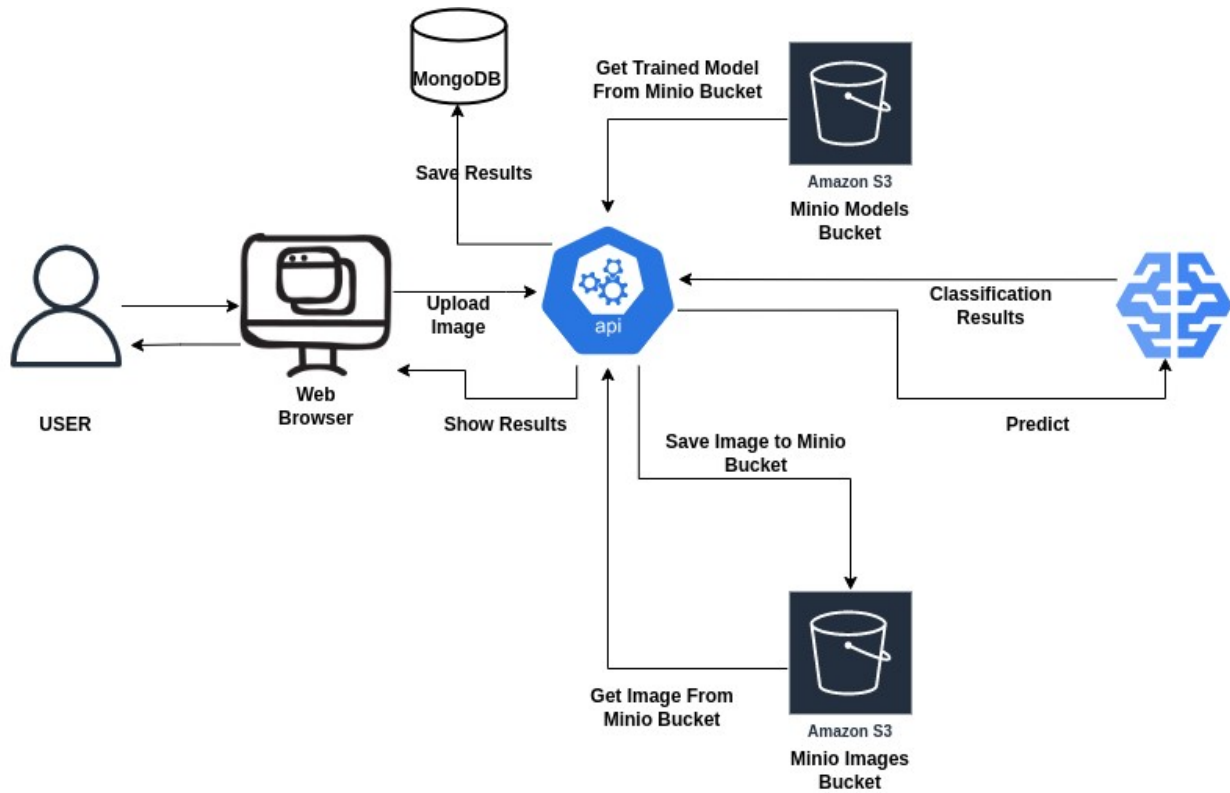 MongoDB
Get Trained Model
From Minio Bucket
Save Results
Amazon S3
Minio Models
Bucket
Upload
Image
api
Classification
Results
Web
Browser
USER
Show Results
Predict
Save Image to Minio
Bucket
Get Image From
Minio Bucket
Amazon S3
Minio Images
Bucket